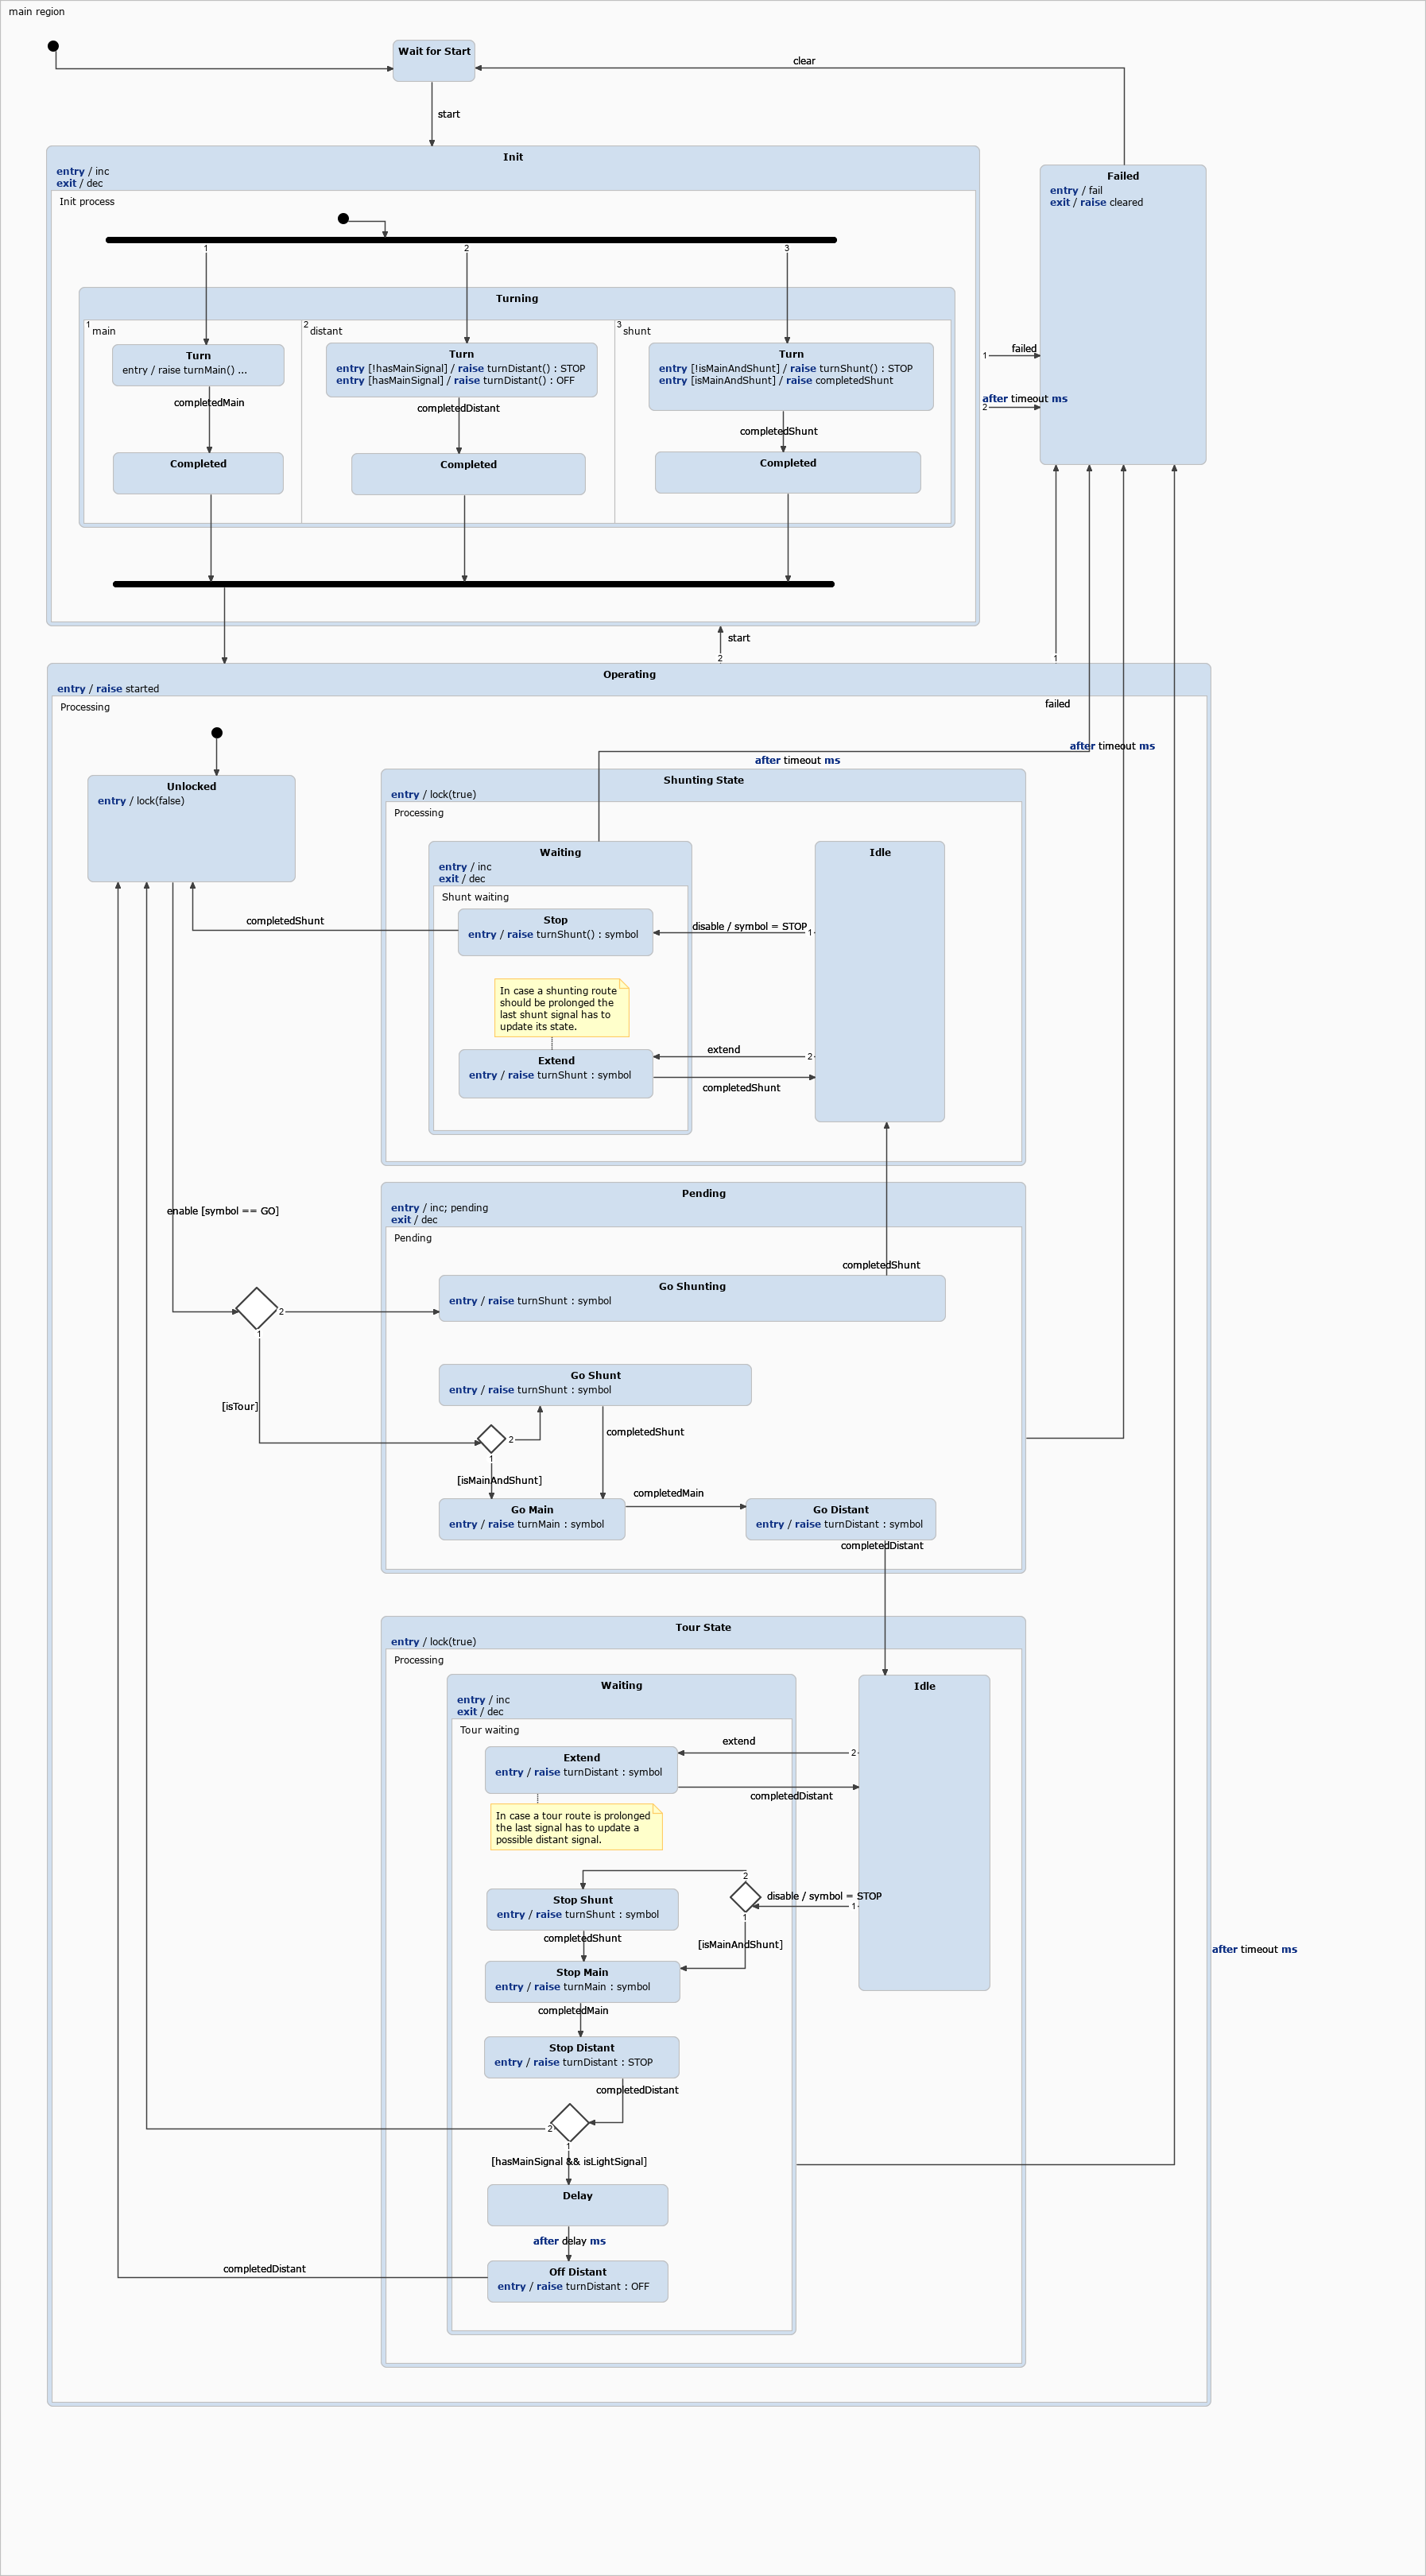 main region
Wait for Start
clear
start
Init
entry / inc
exit / dec
Init process
1
2
3
Turning
1
main
2
distant
3
shunt
Turn
entry / raise turnMain() ...
Turn
entry [!hasMainSignal] / raise turnDistant() : STOP
entry [hasMainSignal] / raise turnDistant() : OFF
Turn
entry [!isMainAndShunt] / raise turnShunt() : STOP
entry [isMainAndShunt] / raise completedShunt
completedMain
completedDistant
completedShunt
Completed
Completed
Completed
Failed
entry / fail
exit / raise cleared
1
failed
after timeout ms
2
start
2
1
Operating
entry / raise started
Processing
failed
after timeout ms
after timeout ms
Unlocked
entry / lock(false)
Shunting State
entry / lock(true)
Processing
Waiting
entry / inc
exit / dec
Shunt waiting
Idle
Stop
entry / raise turnShunt() : symbol
disable / symbol = STOP
1
completedShunt
In case a shunting route
should be prolonged the
last shunt signal has to
update its state.
Extend
entry / raise turnShunt : symbol
extend
2
completedShunt
Pending
entry / inc; pending
exit / dec
Pending
enable [symbol == GO]
completedShunt
Go Shunting
entry / raise turnShunt : symbol
2
1
Go Shunt
entry / raise turnShunt : symbol
[isTour]
2
1
completedShunt
[isMainAndShunt]
completedMain
Go Main
entry / raise turnMain : symbol
Go Distant
entry / raise turnDistant : symbol
completedDistant
Tour State
entry / lock(true)
Processing
Waiting
entry / inc
exit / dec
Tour waiting
Idle
Extend
entry / raise turnDistant : symbol
extend
2
completedDistant
In case a tour route is prolonged
the last signal has to update a
possible distant signal.
2
Stop Shunt
entry / raise turnShunt : symbol
disable / symbol = STOP
1
1
completedShunt
[isMainAndShunt]
after timeout ms
Stop Main
entry / raise turnMain : symbol
completedMain
Stop Distant
entry / raise turnDistant : STOP
completedDistant
2
1
[hasMainSignal && isLightSignal]
Delay
after delay ms
completedDistant
Off Distant
entry / raise turnDistant : OFF